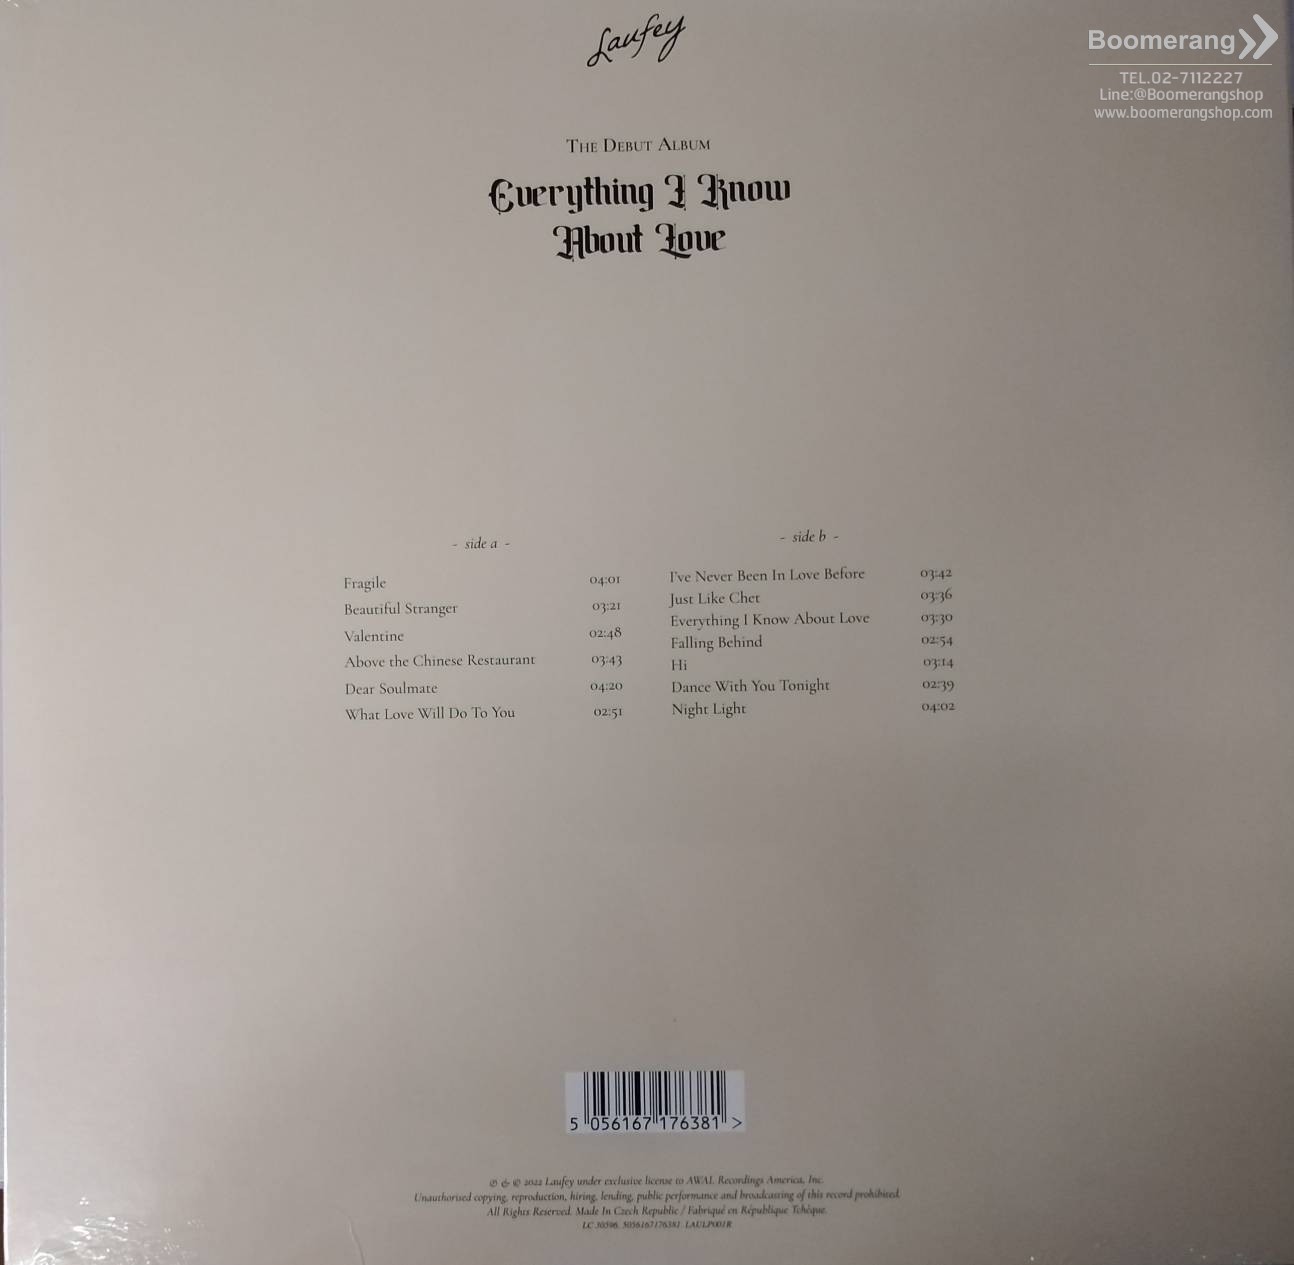 Laufey
Boomerang
TEL.02-7112227
Line:@Boomerangshop
www.boomerangshop.com
THE DEBUT ALBUM
Everything I Know
About Love
- side a -
Fragile 04:01
Beautiful Stranger 03:21
Valentine 02:48
Above the Chinese Restaurant 03:43
Dear Soulmate 04:20
What Love Will Do To You 02:51
- side b -
I've Never Been In Love Before 03:42
Just Like Chet 03:36
Everything I Know About Love 03:30
Falling Behind 02:54
Hi 03:14
Dance With You Tonight 02:39
Night Light 04:02
5 056167 176381 >
℗ & © 2022 Laufey under exclusive license to AWAL Recordings America, Inc.
Unauthorised copying, reproduction, hiring, lending, public performance and broadcasting of this record prohibited.
All Rights Reserved. Made In Czech Republic / Fabriqué en République Tchèque.
LC 30596. 5056167176381. LAULP001R